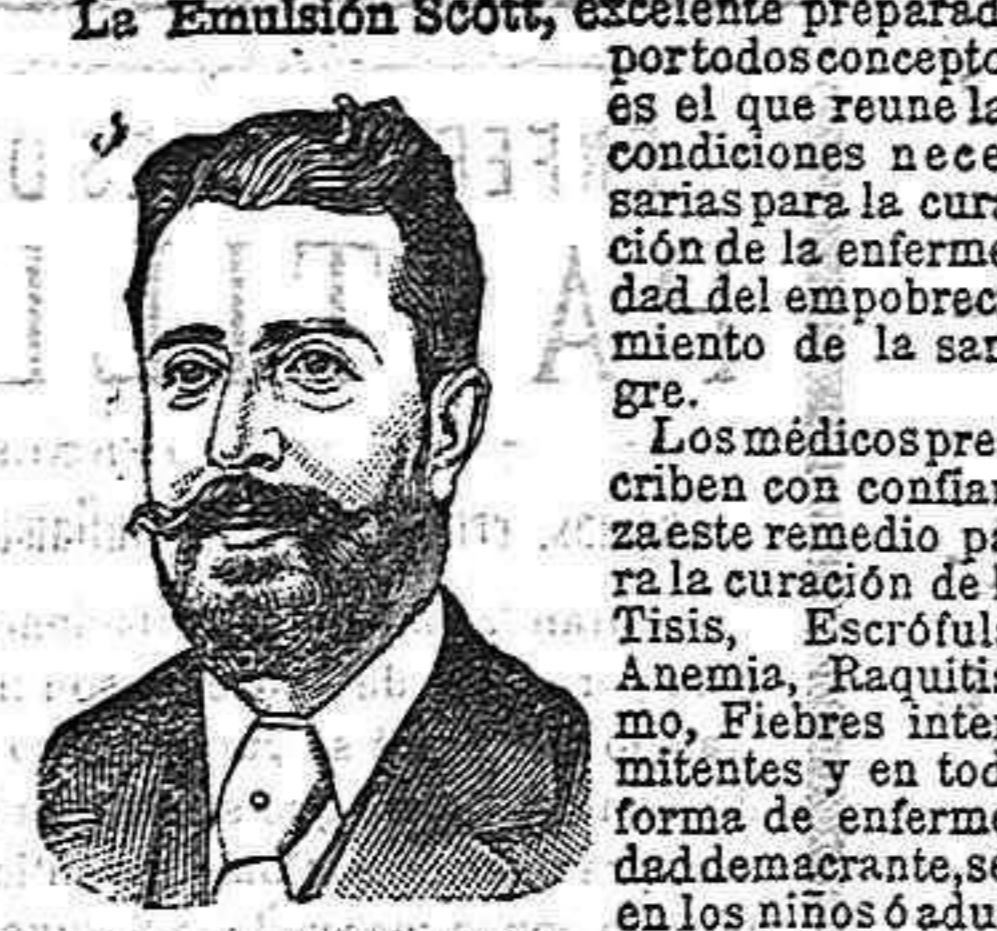 La Emulsión Scott, excelente preparad
por todos concepto
es el que reune la
condiciones nece
sarias para la cura
ción de la enferme
dad del empobrec
miento de la san
gre.
Los médicos pre
criben con confian
za este remedio pa
ra la curación de l
Tisis, Escrófula
Anemia, Raquitis
mo, Fiebres inter
mitentes y en tod
forma de enferme
dad demacrante, se
en los niños ó adu